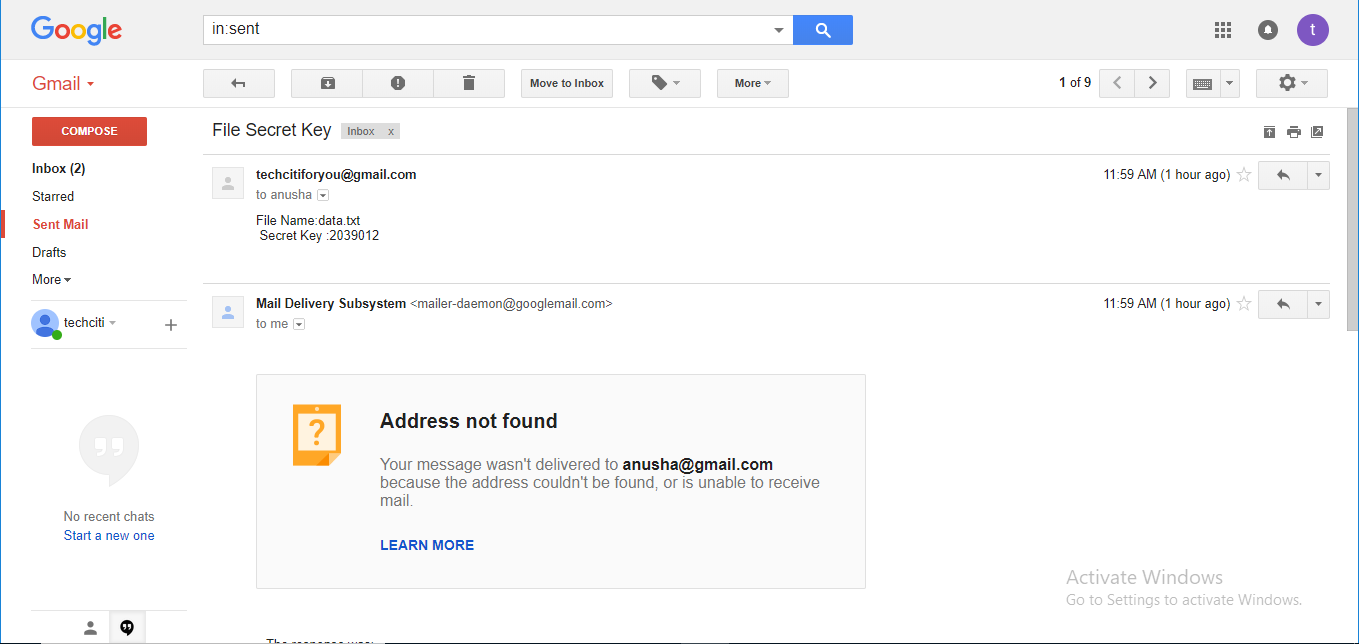 Google
in:sent
t
Gmail
Move to Inbox
More
1 of 9
COMPOSE
Inbox (2)
Starred
Sent Mail
Drafts
More
techciti
No recent chats
Start a new one
File Secret Key
Inbox x
techcitiforyou@gmail.com
11:59 AM (1 hour ago)
to anusha
File Name:data.txt
Secret Key :2039012
Mail Delivery Subsystem <mailer-daemon@googlemail.com>
11:59 AM (1 hour ago)
to me
?
Address not found
Your message wasn't delivered to anusha@gmail.com
because the address couldn't be found, or is unable to receive
mail.
LEARN MORE
The response was:
Activate Windows
Go to Settings to activate Windows.